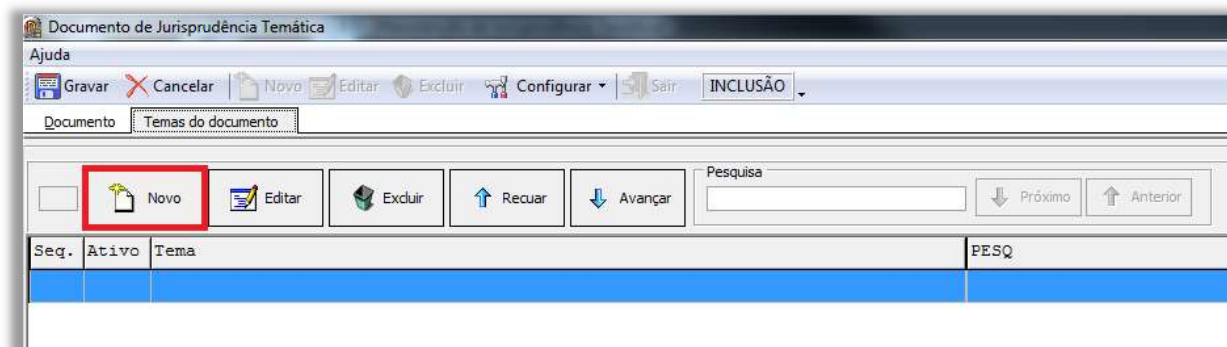 Documento de Jurisprudência Temática
Ajuda
Gravar Cancelar Novo Editar Excluir Configurar Sair INCLUSÃO
Documento Temas do documento
Pesquisa
Novo Editar Excluir Recuar Avançar Próximo Anterior
Seq. Ativo Tema PESQ